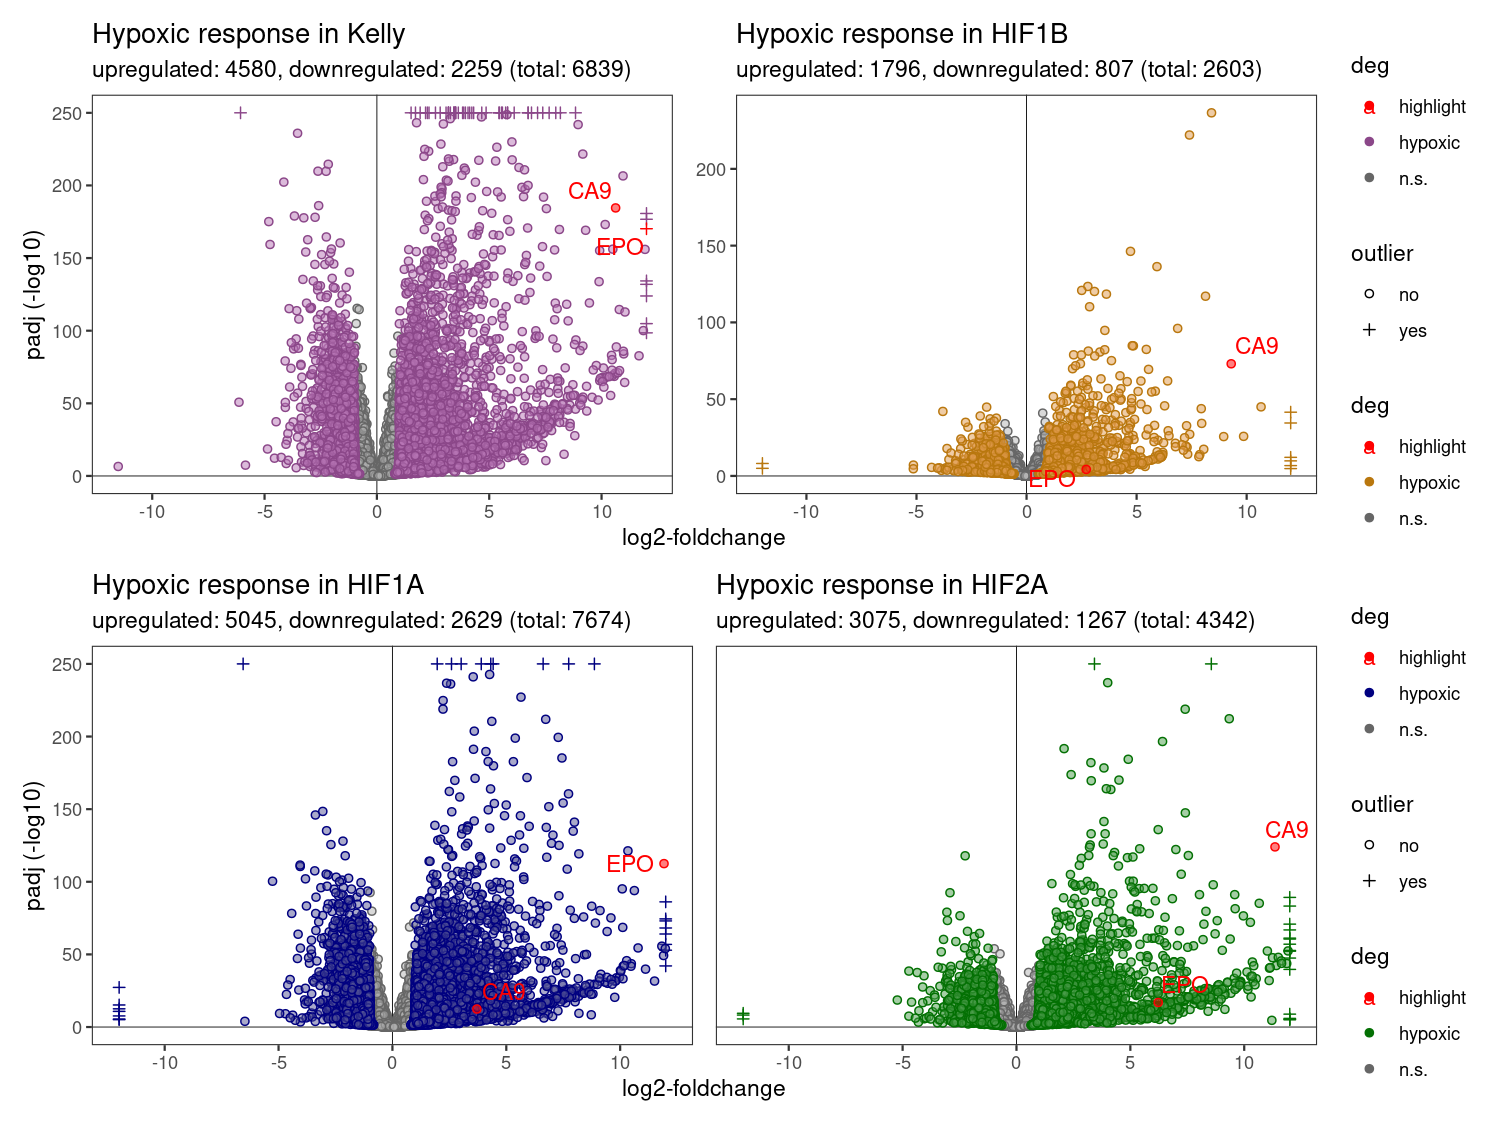 Hypoxic response in Kelly
upregulated: 4580, downregulated: 2259 (total: 6839)
padj (-log10)
250
200
150
100
50
0
CA9
EPO
-10
-5
0
5
10
Hypoxic response in HIF1B
upregulated: 1796, downregulated: 807 (total: 2603)
200
150
100
50
0
CA9
EPO
-10
-5
0
5
10
log2-foldchange
deg
a highlight
hypoxic
n.s.
outlier
no
yes
deg
a highlight
hypoxic
n.s.
Hypoxic response in HIF1A
upregulated: 5045, downregulated: 2629 (total: 7674)
padj (-log10)
250
200
150
100
50
0
EPO
CA9
-10
-5
0
5
10
Hypoxic response in HIF2A
upregulated: 3075, downregulated: 1267 (total: 4342)
CA9
EPO
-10
-5
0
5
10
log2-foldchange
deg
a highlight
hypoxic
n.s.
outlier
no
yes
deg
a highlight
hypoxic
n.s.